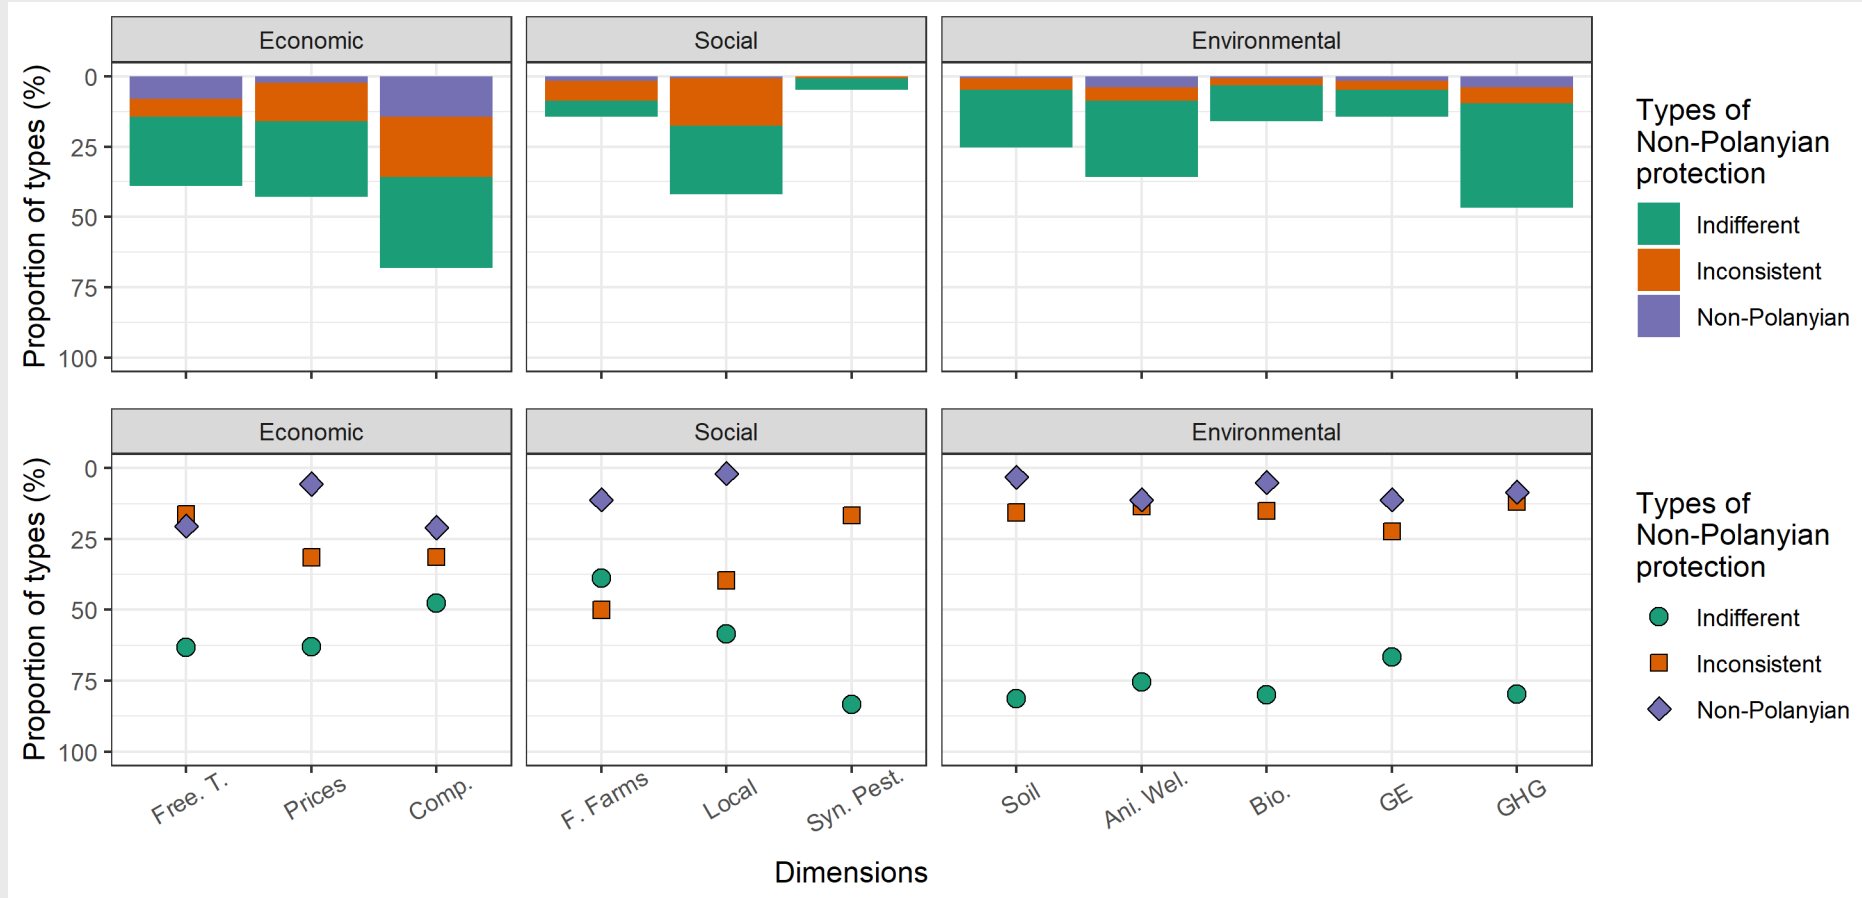 Economic
Social
Environmental
Proportion of types (%)
0
25
50
75
100
Types of
Non-Polanyian
protection
Indifferent
Inconsistent
Non-Polanyian
Economic
Social
Environmental
Proportion of types (%)
0
25
50
75
100
Types of
Non-Polanyian
protection
Indifferent
Inconsistent
Non-Polanyian
Free. T.
Prices
Comp.
F. Farms
Local
Syn. Pest.
Soil
Ani. Wel.
Bio.
GE
GHG
Dimensions